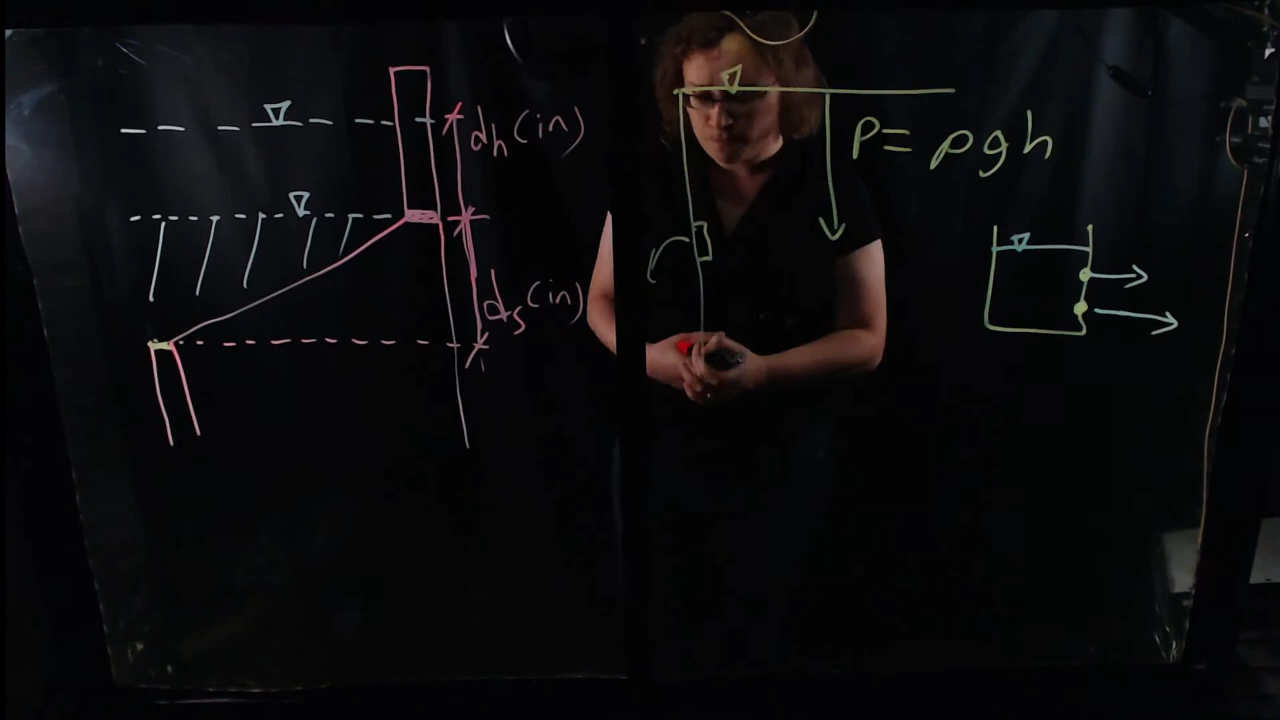 dh (in)
ds (in)
P = ρgh